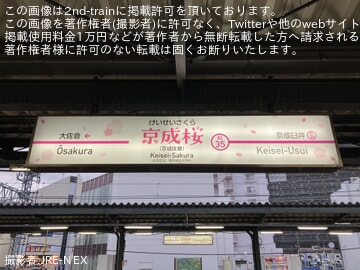 この画像は2nd-trainに掲載許可を頂いております。
この画像を著作権者(撮影者)に許可なく、Twitterや他のwebサイト
掲載使用料金1万円などが著作者から無断転載した方へ請求される
著作権者様に許可のない転載は固くお断りいたします。
けいせいさくら
京成桜
(京成佐倉)
Keisei-Sakura
大佐倉
Ōsakura
KS
35
京成臼井
Keisei-Usui
撮影者:JRE-NEX